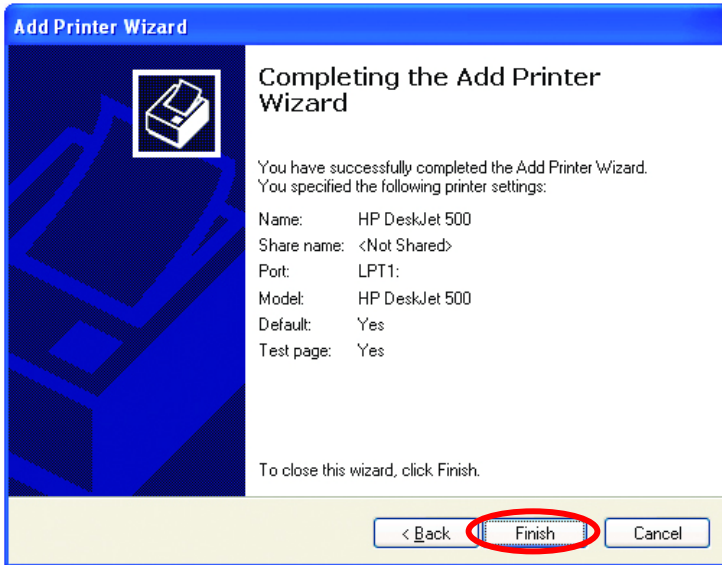 Add Printer Wizard
Completing the Add Printer
Wizard
You have successfully completed the Add Printer Wizard.
You specified the following printer settings:
Name: HP DeskJet 500
Share name: <Not Shared>
Port: LPT1:
Model: HP DeskJet 500
Default: Yes
Test page: Yes
To close this wizard, click Finish.
< Back Finish Cancel